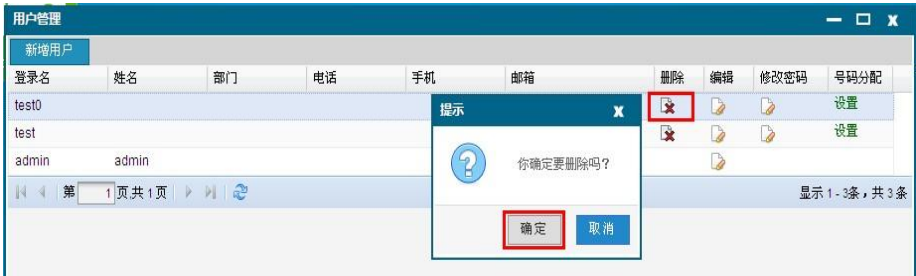 用户管理
新增用户
登录名 姓名 部门 电话 手机 邮箱 删除 编辑 修改密码 号码分配
test0 设置
test 设置
admin admin
提示
你确定要删除吗?
确定 取消
第 1 页共1页 显示 1 - 3条，共 3 条